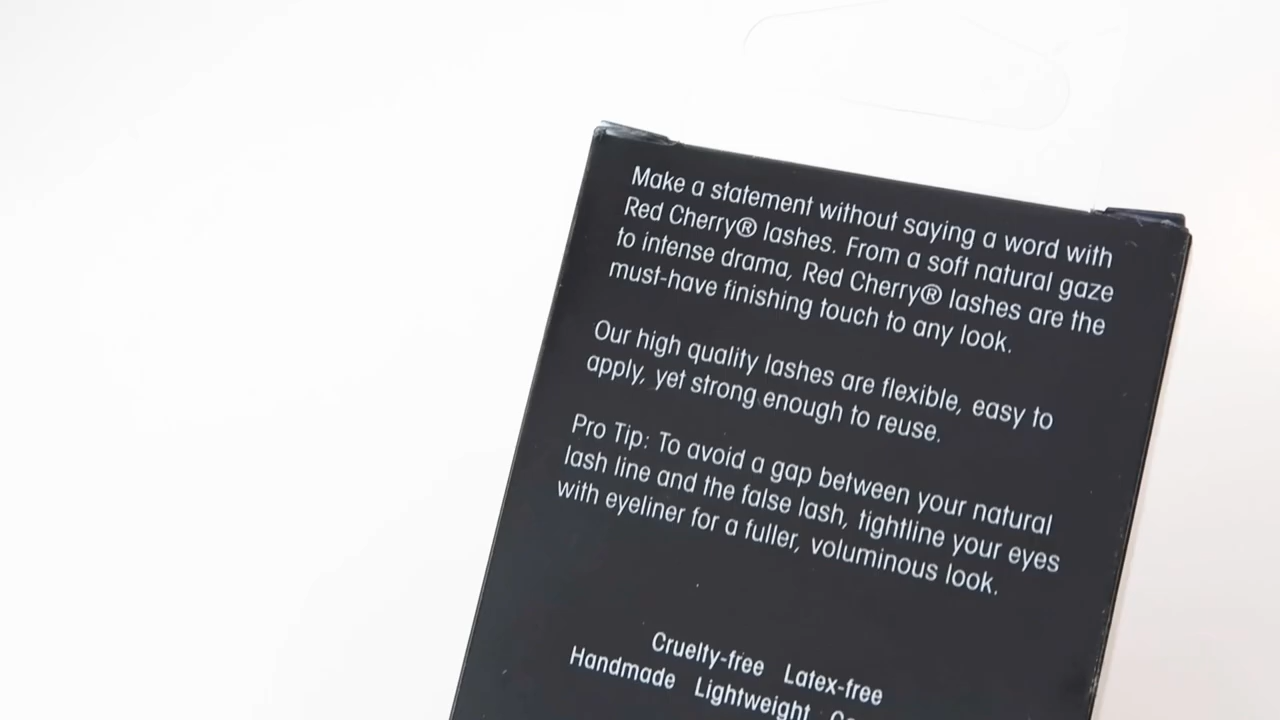 Make a statement without saying a word with
Red Cherry® lashes. From a soft natural gaze
to intense drama, Red Cherry® lashes are the
must-have finishing touch to any look.
Our high quality lashes are flexible, easy to
apply, yet strong enough to reuse.
Pro Tip: To avoid a gap between your natural
lash line and the false lash, tightline your eyes
with eyeliner for a fuller, voluminous look.
Cruelty-free Latex-free
Handmade Lightweight